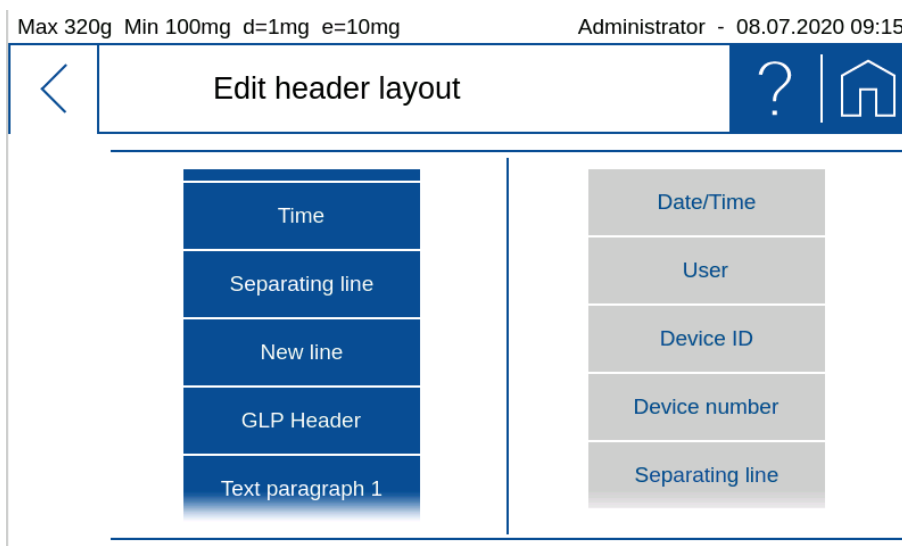 Max 320g Min 100mg d=1mg e=10mg Administrator - 08.07.2020 09:15
Edit header layout ?
Time
Separating line
New line
GLP Header
Text paragraph 1
Date/Time
User
Device ID
Device number
Separating line